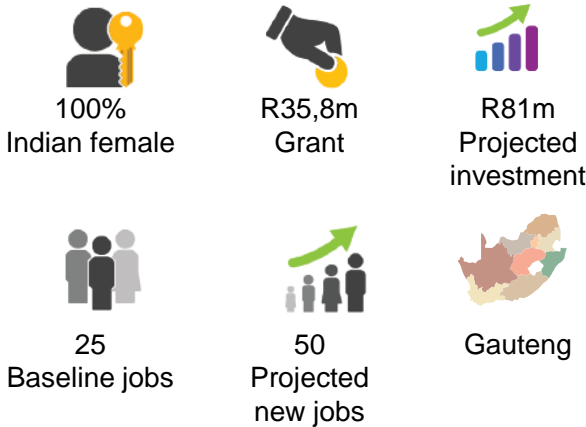 100%
Indian female
R35,8m
Grant
R81m
Projected
investment
25
Baseline jobs
50
Projected
new jobs
Gauteng